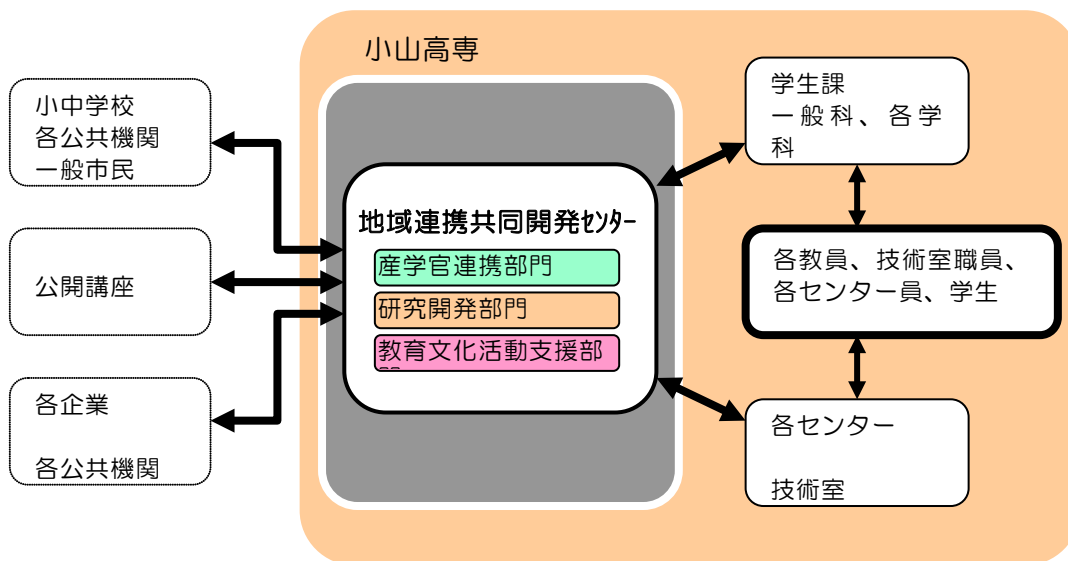 小山高専
小中学校
各公共機関
一般市民
公開講座
各企業
各公共機関
地域連携共同開発ｾﾝﾀｰ
産学官連携部門
研究開発部門
教育文化活動支援部
学生課
一般科、各学
科
各教員、技術室職員、
各センター員、学生
各センター
技術室